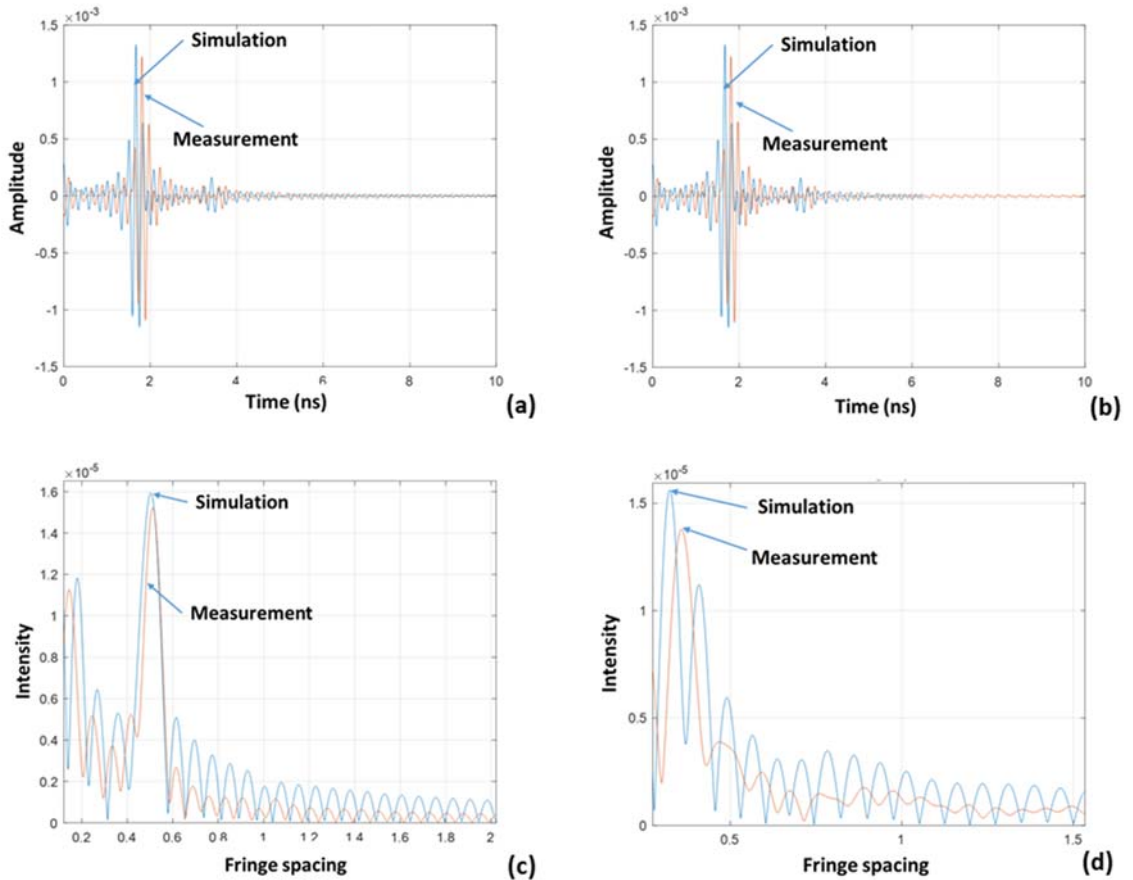 ×10-3
1.5
1
0.5
0
-0.5
-1
-1.5
0 2 4 6 8 10
Amplitude
Time (ns)
Simulation
Measurement
(a)
×10-3
1.5
1
0.5
0
-0.5
-1
-1.5
0 2 4 6 8 10
Amplitude
Time (ns)
Simulation
Measurement
(b)
×10-5
1.6
1.4
1.2
1
0.8
0.6
0.4
0.2
0
0.2 0.4 0.6 0.8 1 1.2 1.4 1.6 1.8 2
Intensity
Fringe spacing
Simulation
Measurement
(c)
×10-5
1.5
1
0.5
0
0.5 1 1.5
Intensity
Fringe spacing
Simulation
Measurement
(d)